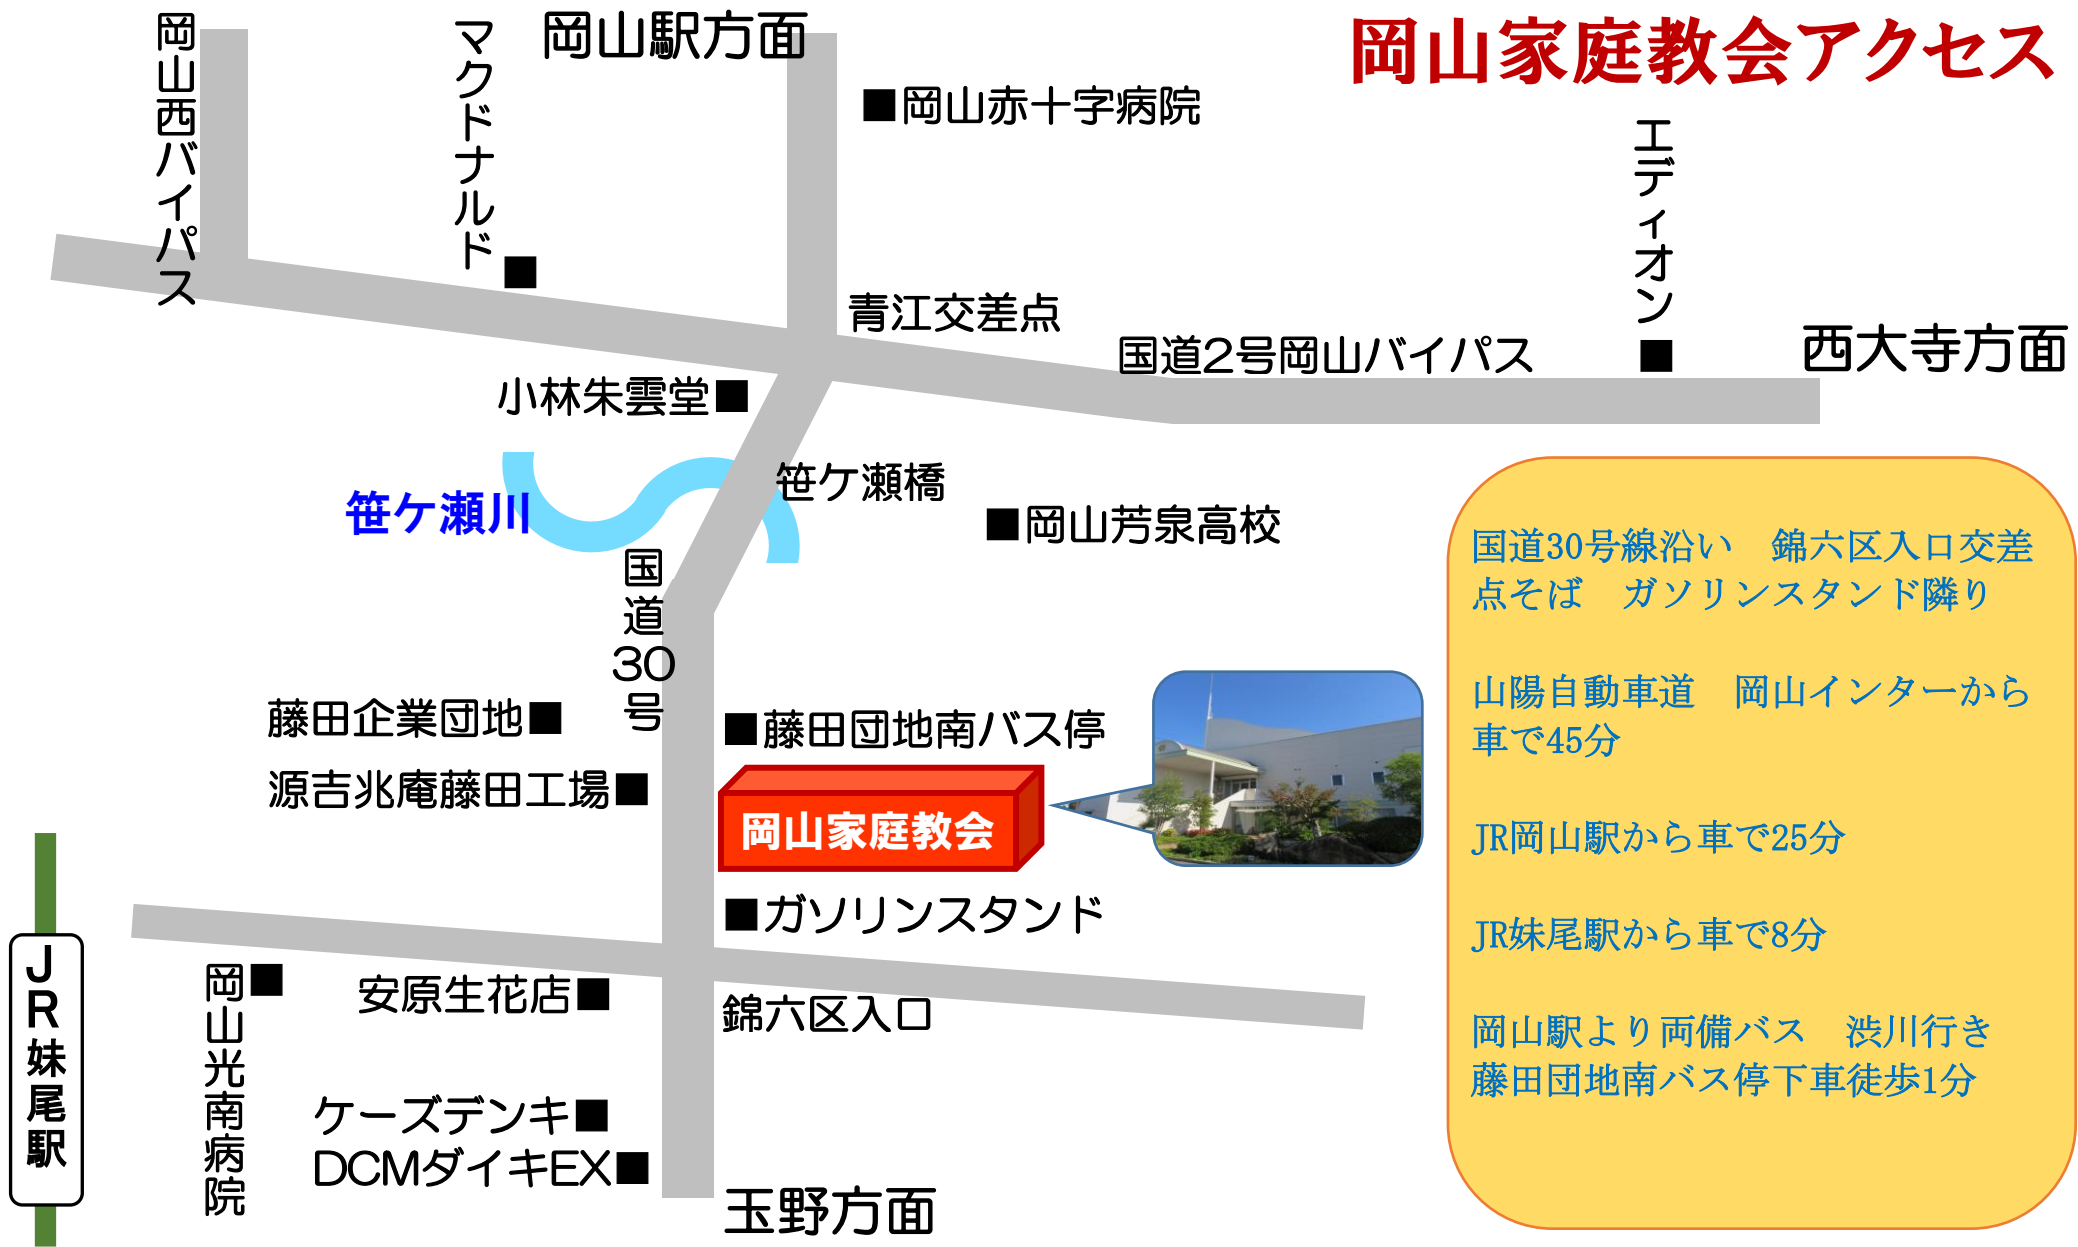 岡山家庭教会アクセス
岡山駅方面
岡山西バイパス
マクドナルド
■岡山赤十字病院
エディオン
青江交差点
国道2号岡山バイパス
西大寺方面
小林朱雲堂■
笹ケ瀬橋
笹ケ瀬川
■岡山芳泉高校
国道30号
藤田企業団地■
■藤田団地南バス停
源吉兆庵藤田工場■
岡山家庭教会
■ガソリンスタンド
JR妹尾駅
岡山光南病院
安原生花店■
錦六区入口
ケーズデンキ■
DCMダイキEX■
玉野方面
国道30号線沿い　錦六区入口交差
点そば　ガソリンスタンド隣り
山陽自動車道　岡山インターから
車で45分
JR岡山駅から車で25分
JR妹尾駅から車で8分
岡山駅より両備バス　渋川行き
藤田団地南バス停下車徒歩1分